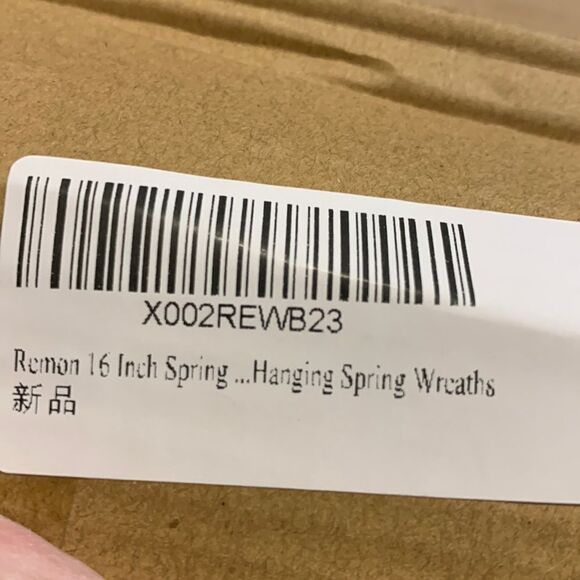 X002REWB23
Remon 16 Inch Spring ...Hanging Spring Wreaths
新品